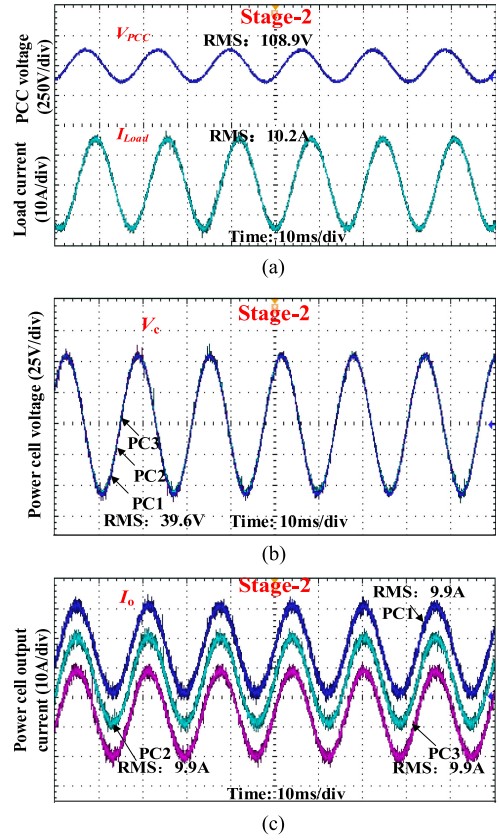 Stage-2
V_PCC
RMS: 108.9V
PCC voltage
(250V/div)
I_Load
RMS: 10.2A
Load current
(10A/div)
Time: 10ms/div
(a)
Stage-2
V_c
Power cell voltage (25V/div)
PC3
PC2
PC1
RMS: 39.6V
Time: 10ms/div
(b)
Stage-2
I_o
RMS: 9.9A
PC1
Power cell output
current (10A/div)
PC2
RMS: 9.9A
PC3
RMS: 9.9A
Time: 10ms/div
(c)